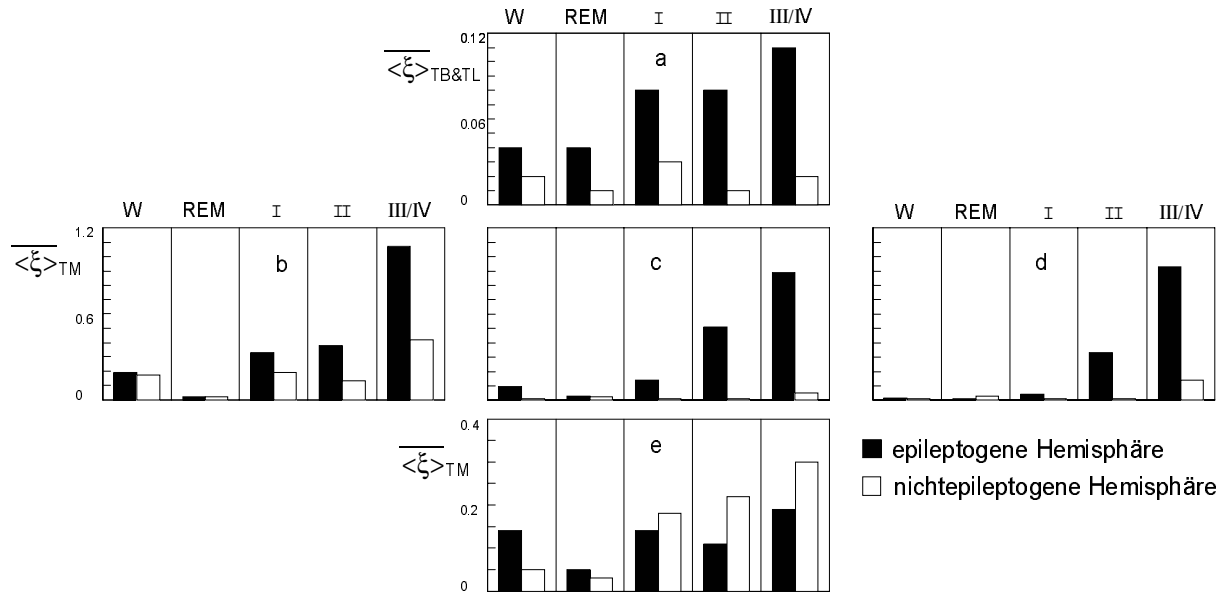 W REM I II III/IV
0.12
<ξ> TB&TL
a
0.06
0
W REM I II III/IV
<ξ> TM
1.2
b
0.6
0
c
W REM I II III/IV
d
0.4
<ξ> TM
e
0.2
0
epileptogene Hemisphäre
nichtepileptogene Hemisphäre